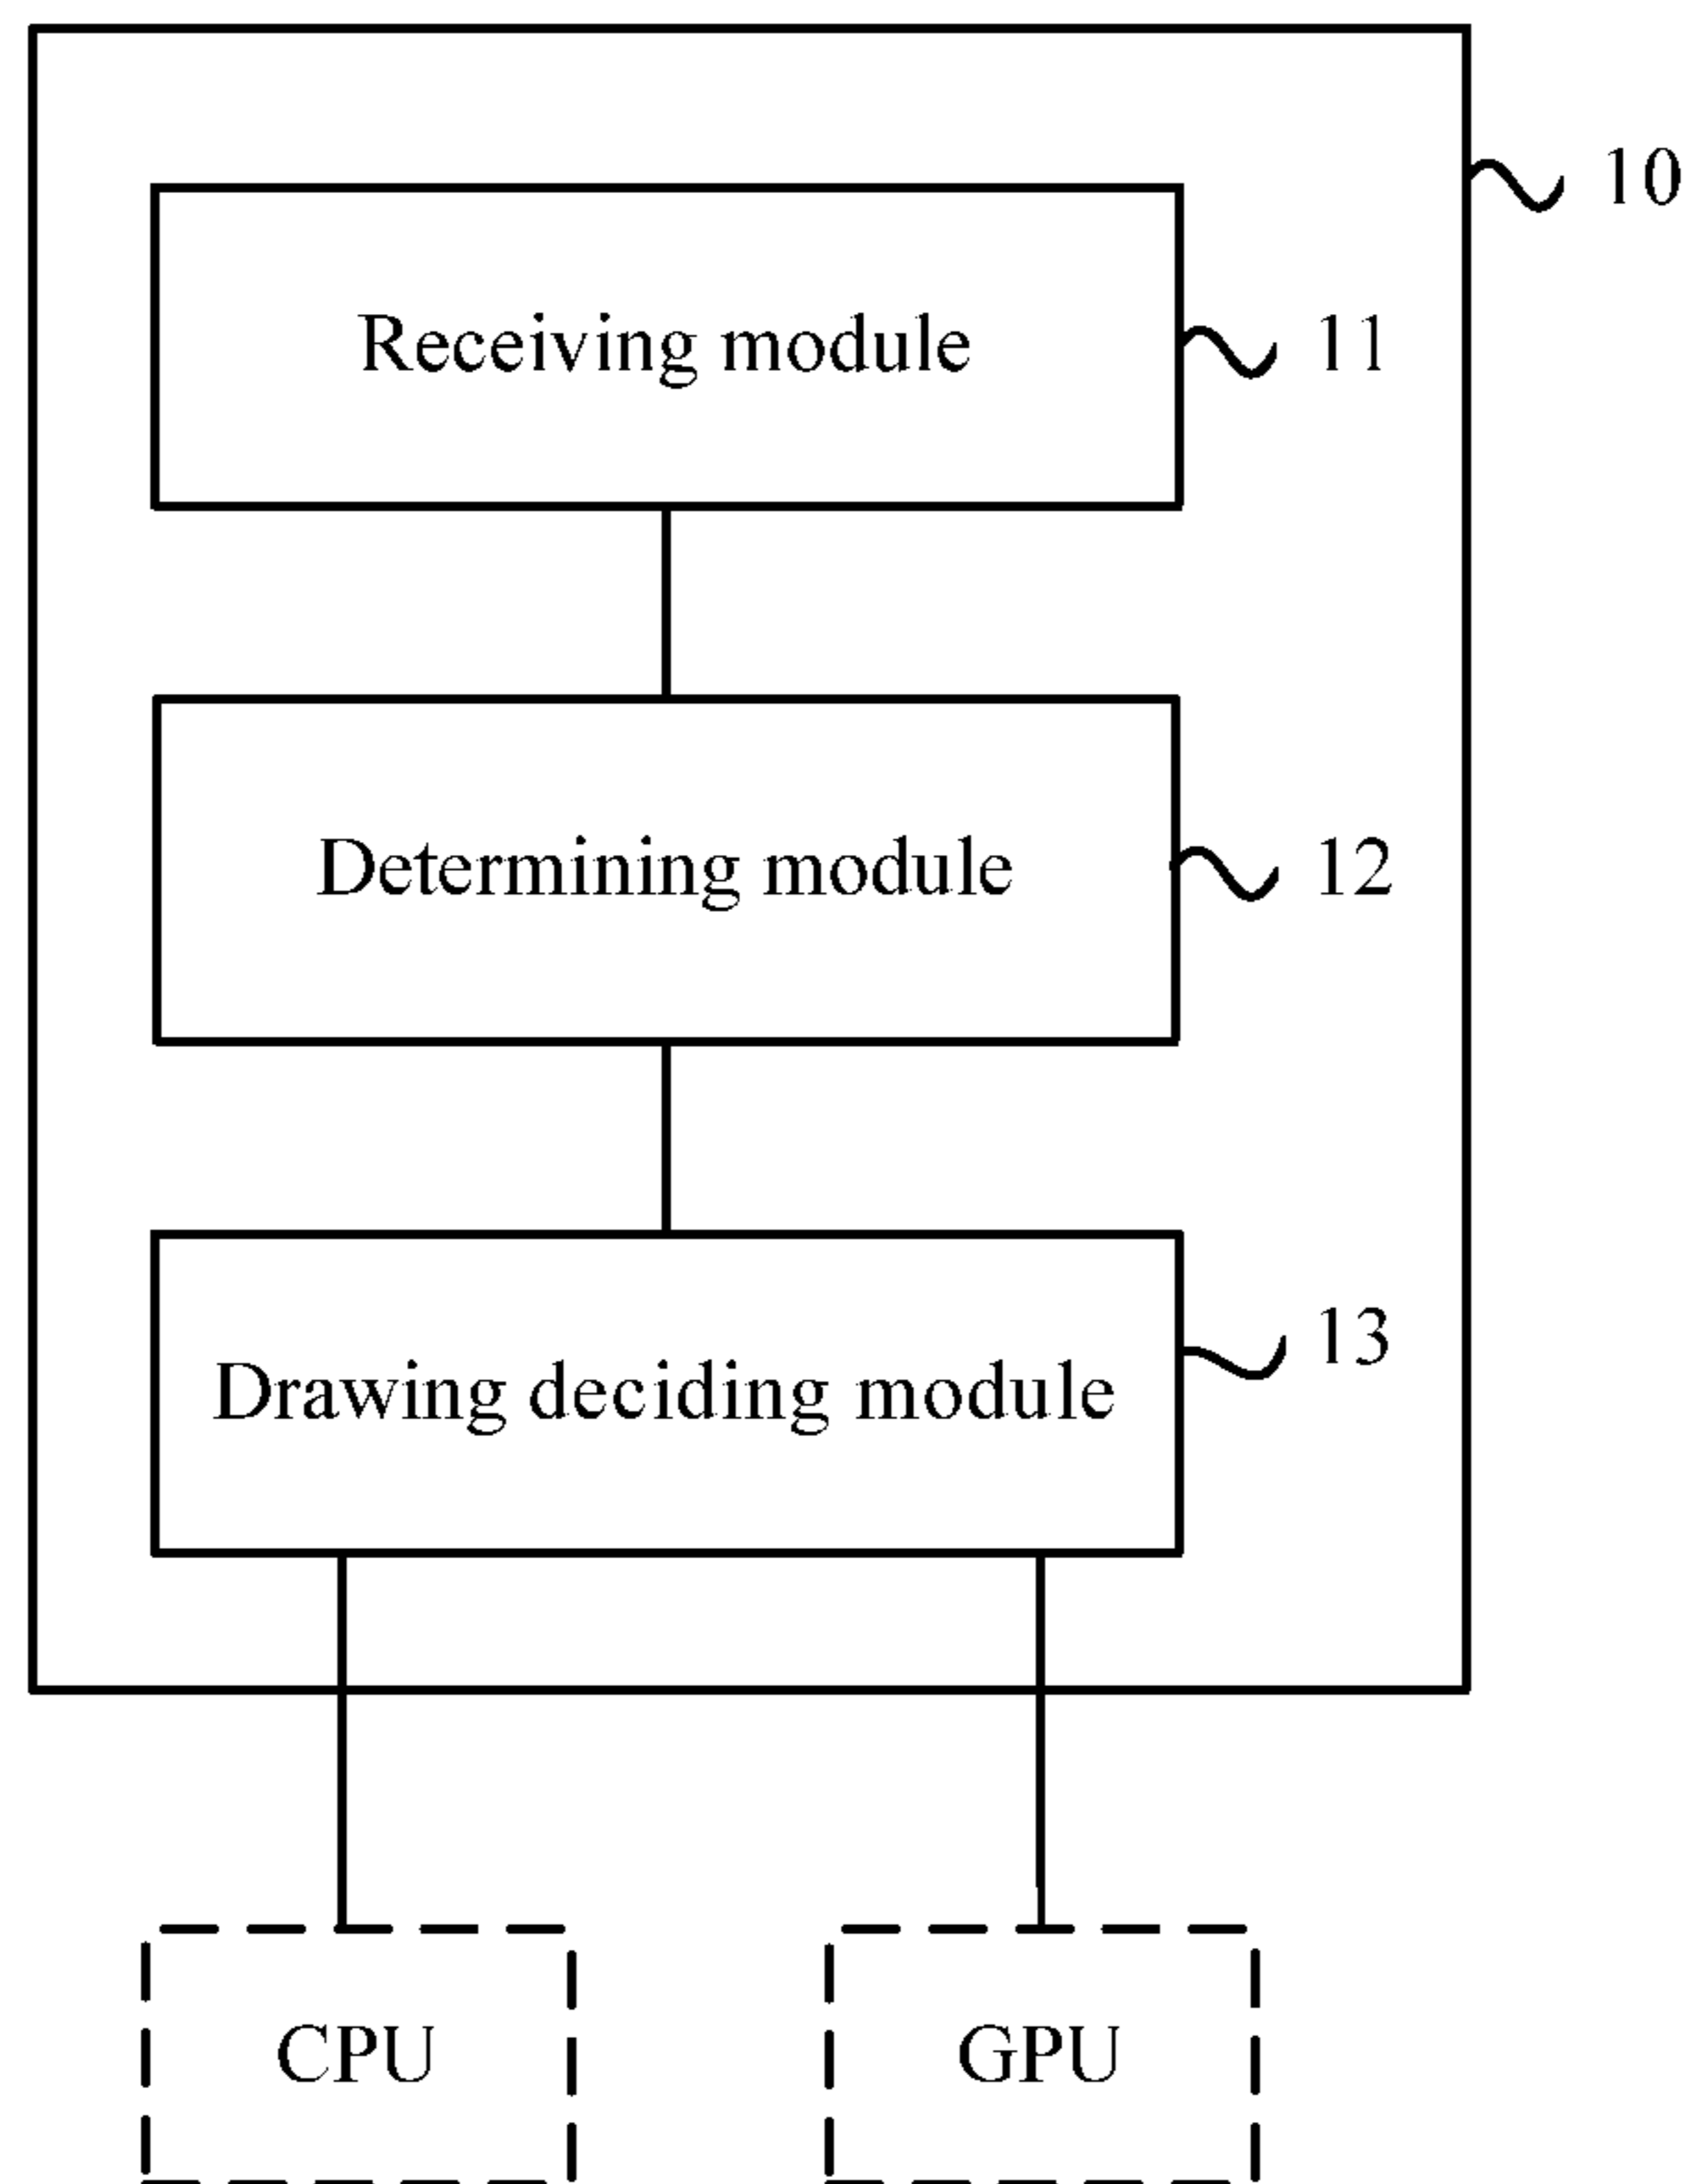 10
Receiving module 11
Determining module 12
Drawing deciding module 13
CPU GPU